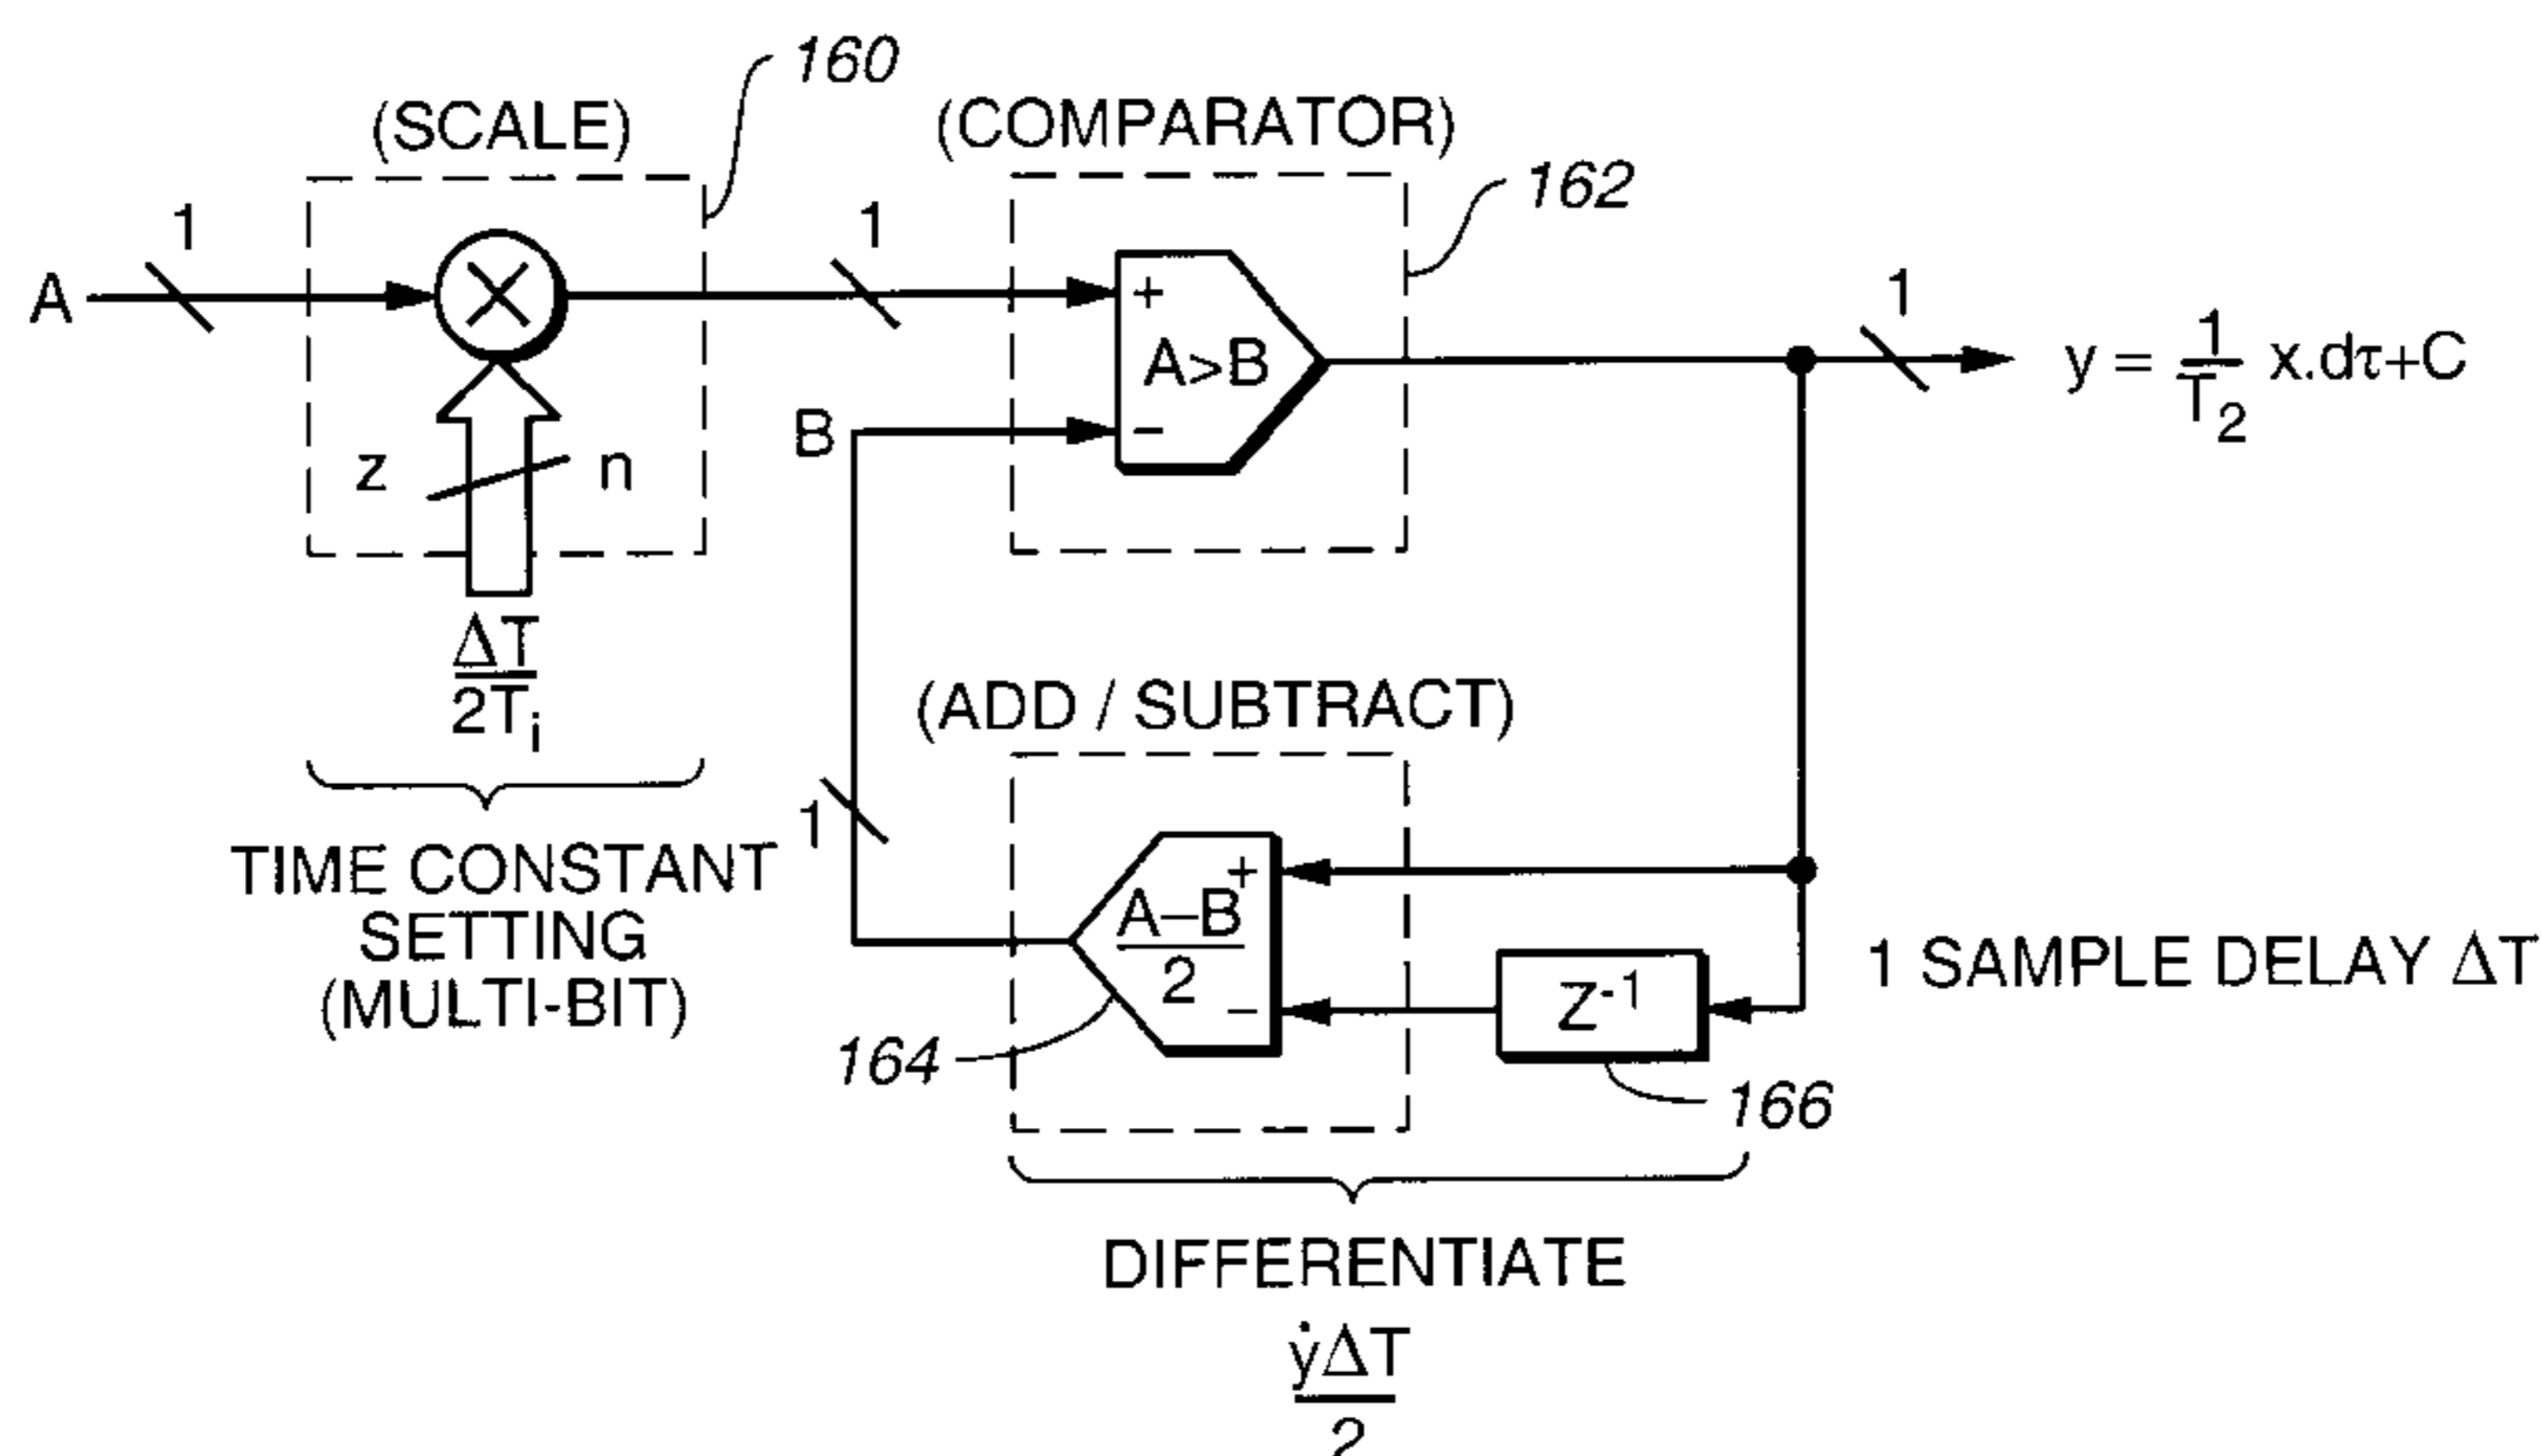 160
(SCALE)
(COMPARATOR)
162
1
1
1
A
+
A>B
−
B
y = 1/T₂ x.dτ+C
z
n
ΔT
2Tᵢ
TIME CONSTANT
SETTING
(MULTI-BIT)
(ADD / SUBTRACT)
1
+
A−B
2
−
Z⁻¹
1 SAMPLE DELAY ΔT
164
166
DIFFERENTIATE
ẏΔT
2